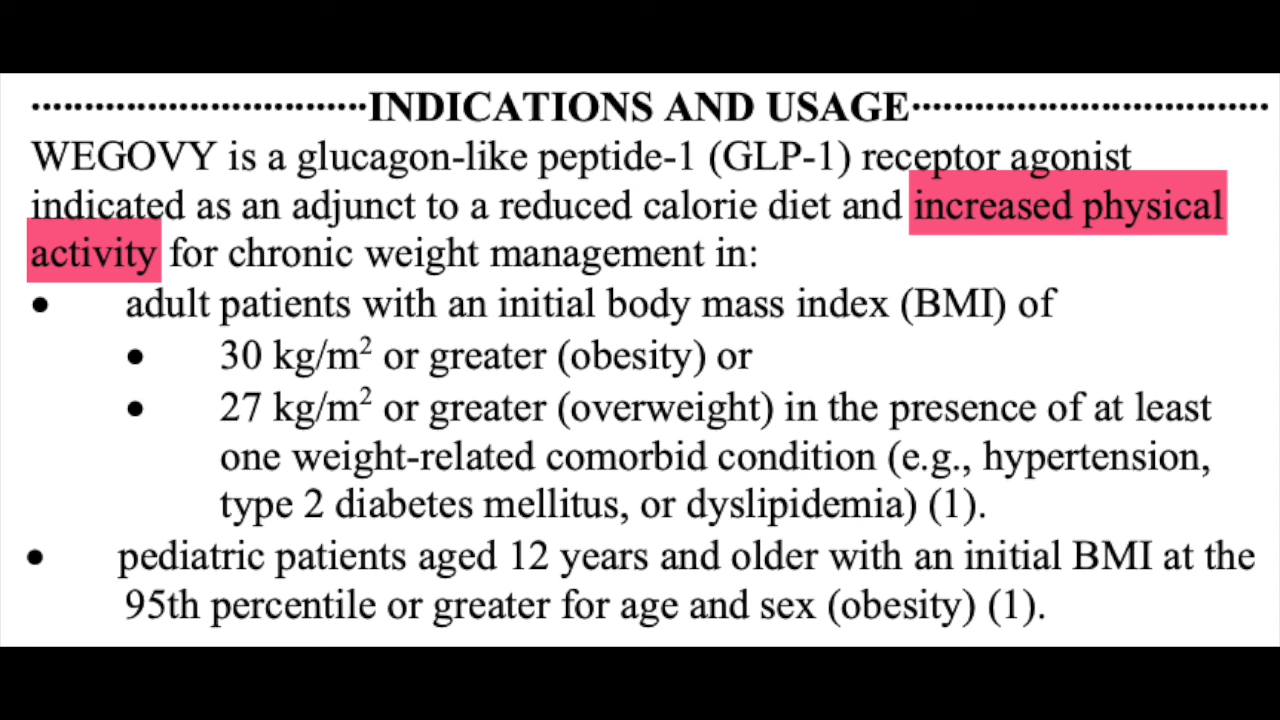 INDICATIONS AND USAGE
WEGOVY is a glucagon-like peptide-1 (GLP-1) receptor agonist
indicated as an adjunct to a reduced calorie diet and increased physical
activity for chronic weight management in:
• adult patients with an initial body mass index (BMI) of
• 30 kg/m² or greater (obesity) or
• 27 kg/m² or greater (overweight) in the presence of at least
one weight-related comorbid condition (e.g., hypertension,
type 2 diabetes mellitus, or dyslipidemia) (1).
• pediatric patients aged 12 years and older with an initial BMI at the
95th percentile or greater for age and sex (obesity) (1).